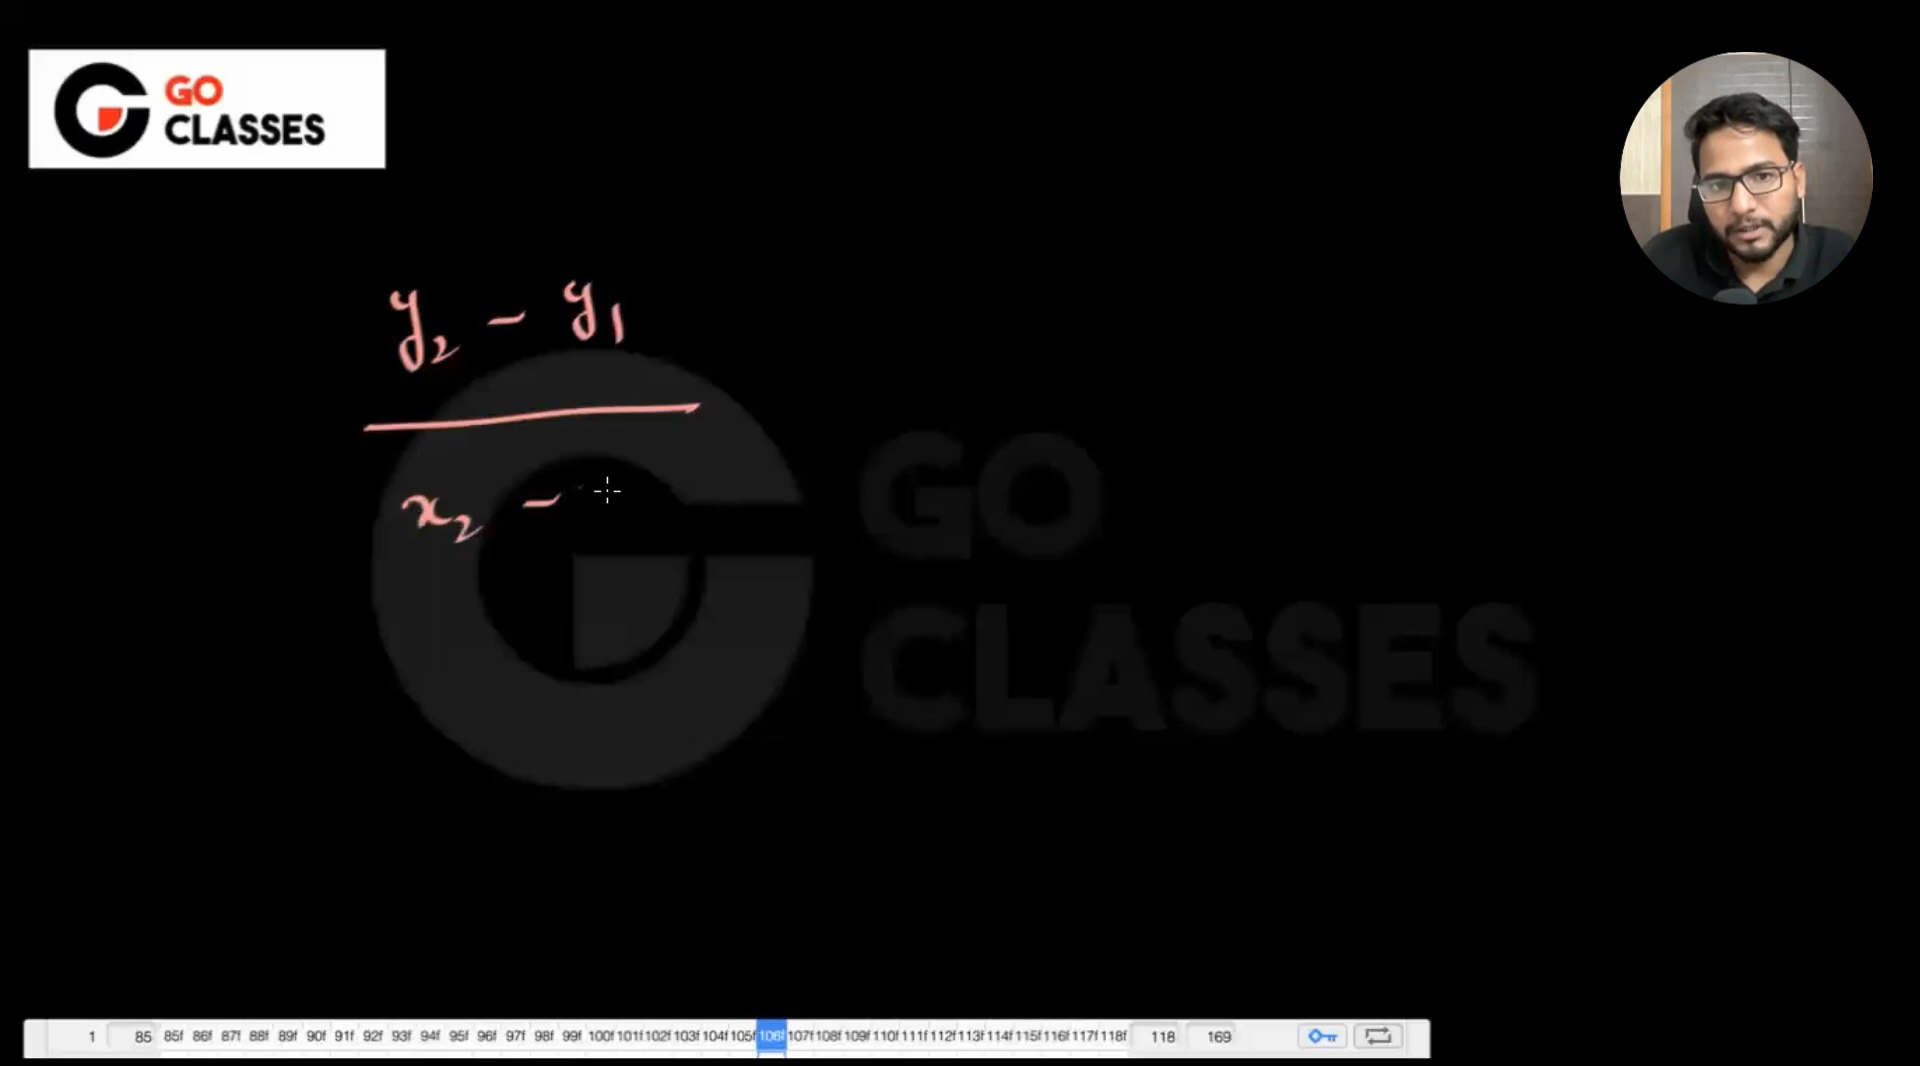 GO
CLASSES
y₂ - y₁
x₂ -
GO
CLASSES
1 85 85f 86f 87f 88f 89f 90f 91f 92f 93f 94f 95f 96f 97f 98f 99f 100f 101f 102f 103f 104f 105f 106f 107f 108f 109f 110f 111f 112f 113f 114f 115f 116f 117f 118f 118 169